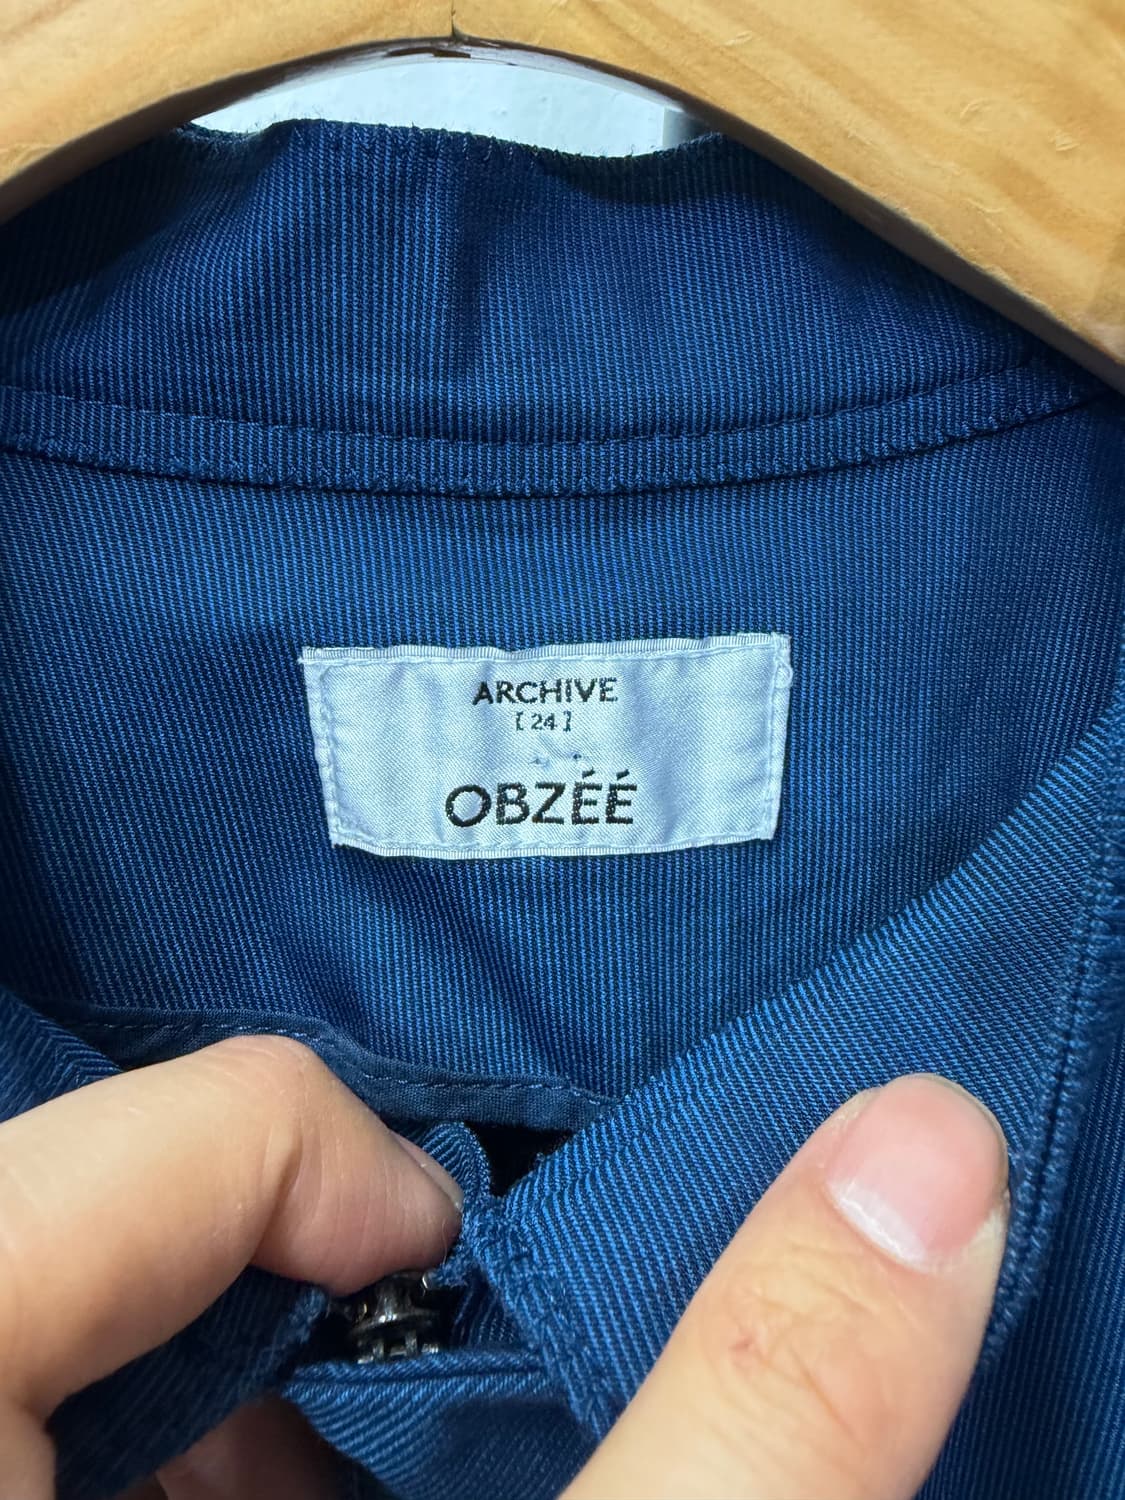 ARCHIVE
[ 24 ]
OBZÉÉ